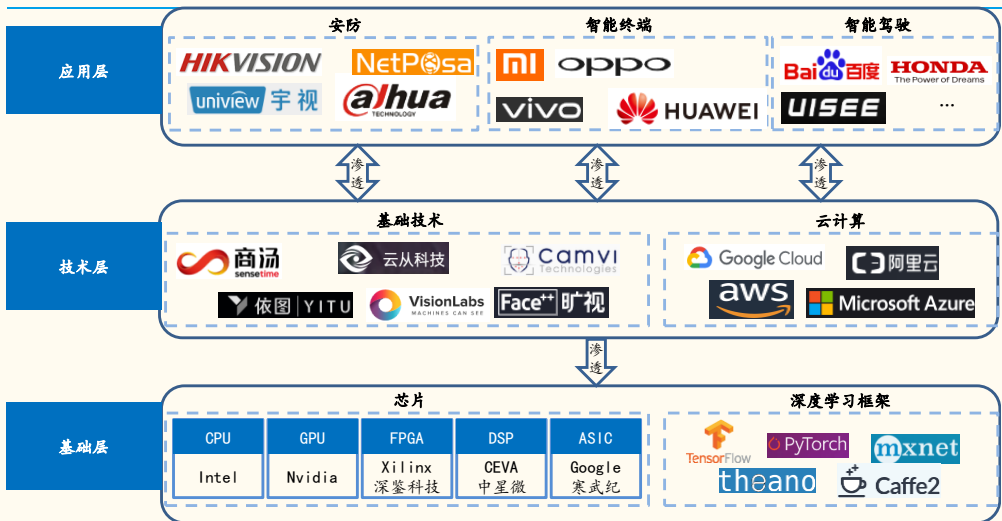 应用层
安防
HIKVISION
NetPosa
uniview 宇视
alhua
TECHNOLOGY
智能终端
mi
oppo
vivo
HUAWEI
智能驾驶
Bai du 百度
HONDA
The Power of Dreams
UISEE
...
渗透
渗透
渗透
技术层
基础技术
商汤
sensetime
云从科技
Camvi
Technologies
依图 | YITU
VisionLabs
MACHINES CAN SEE
Face++ 旷视
云计算
Google Cloud
阿里云
aws
Microsoft Azure
渗透
基础层
芯片
CPU
Intel
GPU
Nvidia
FPGA
Xilinx
深鉴科技
DSP
CEVA
中星微
ASIC
Google
寒武纪
深度学习框架
TensorFlow
PyTorch
mxnet
theano
Caffe2